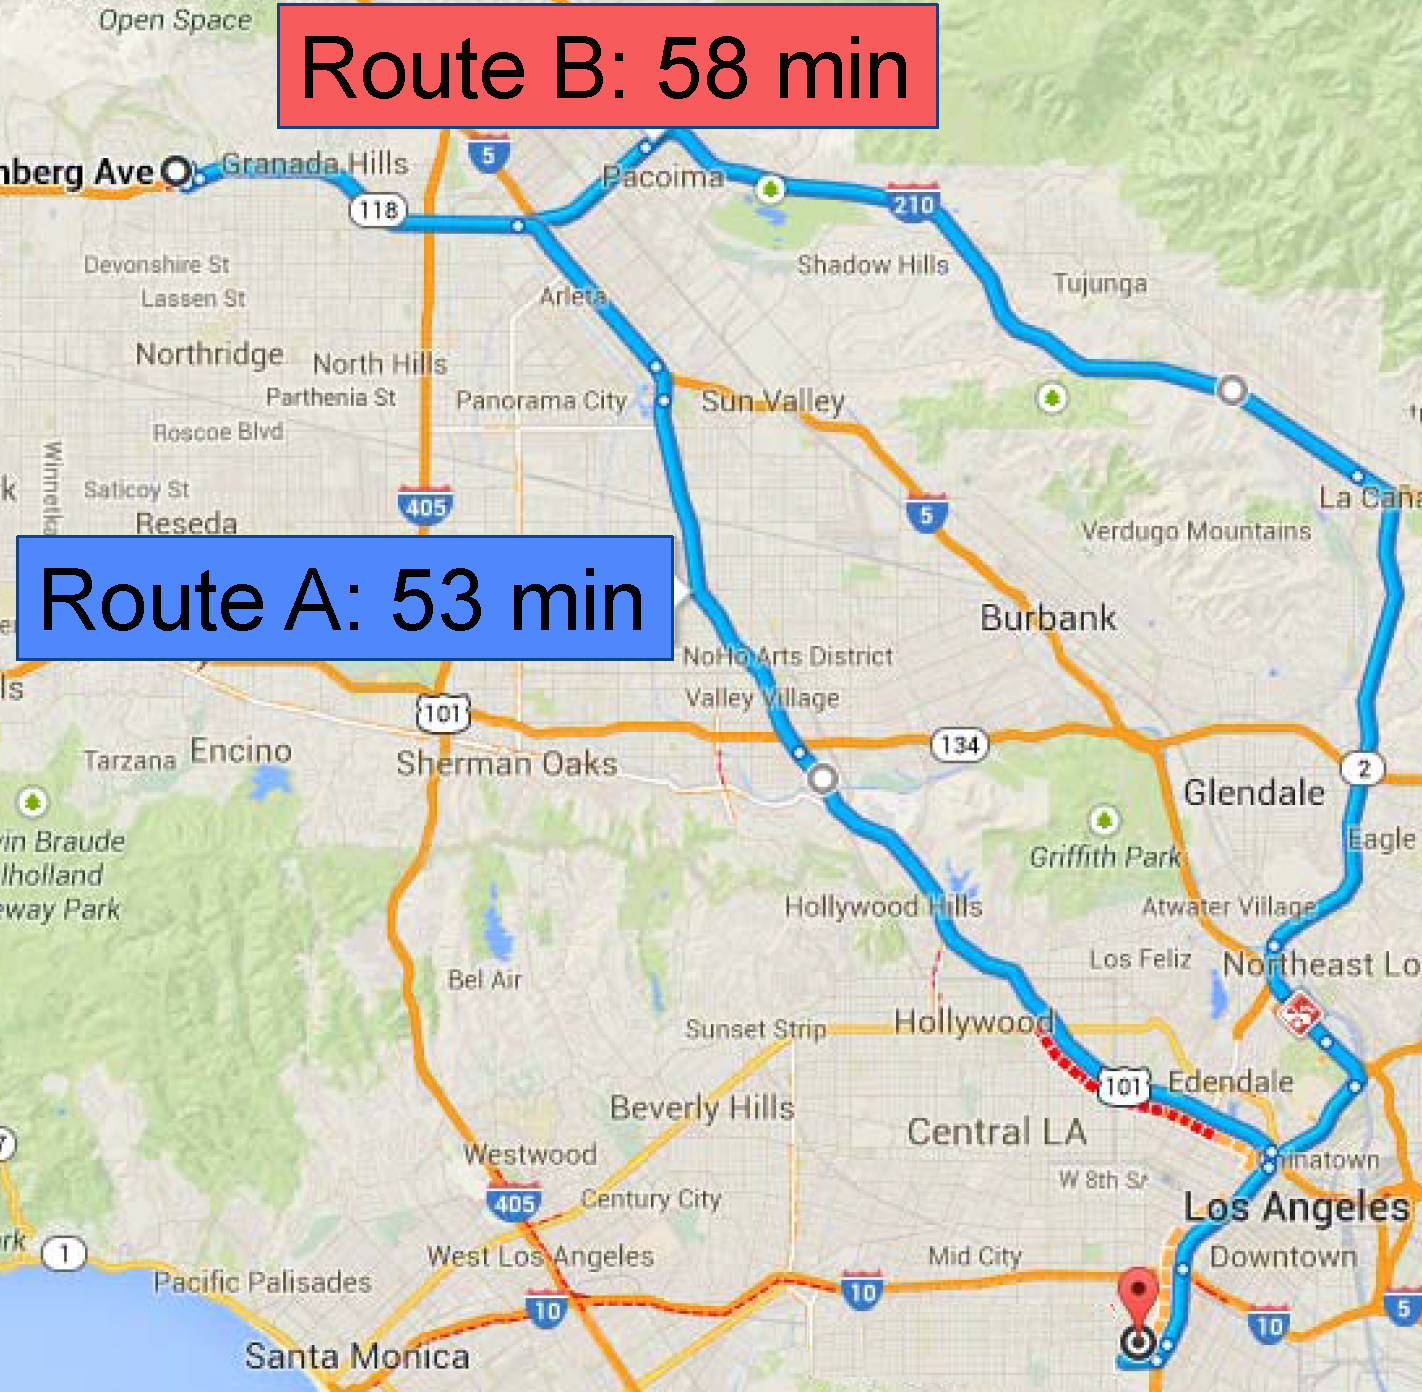 Open Space
Route B: 58 min
nberg Ave
Granada Hills
5
Pacoima
118
210
Devonshire St
Shadow Hills
Tujunga
Lassen St
Arleta
Northridge
North Hills
Parthenia St
Panorama City
Sun Valley
Roscoe Blvd
Winnetka
k
Saticoy St
405
5
La Caña
Reseda
Verdugo Mountains
Route A: 53 min
Burbank
NoHo Arts District
ls
Valley Village
101
134
Tarzana
Encino
Sherman Oaks
2
Glendale
vin Braude
lholland
eway Park
Griffith Park
Eagle
Hollywood Hills
Atwater Village
Bel Air
Los Feliz
Northeast Lo
Sunset Strip
Hollywood
101
Edendale
Beverly Hills
Central LA
Westwood
Chinatown
W 8th St
405
Century City
Los Angeles
rk
1
West Los Angeles
Mid City
Downtown
Pacific Palisades
10
10
10
5
Santa Monica